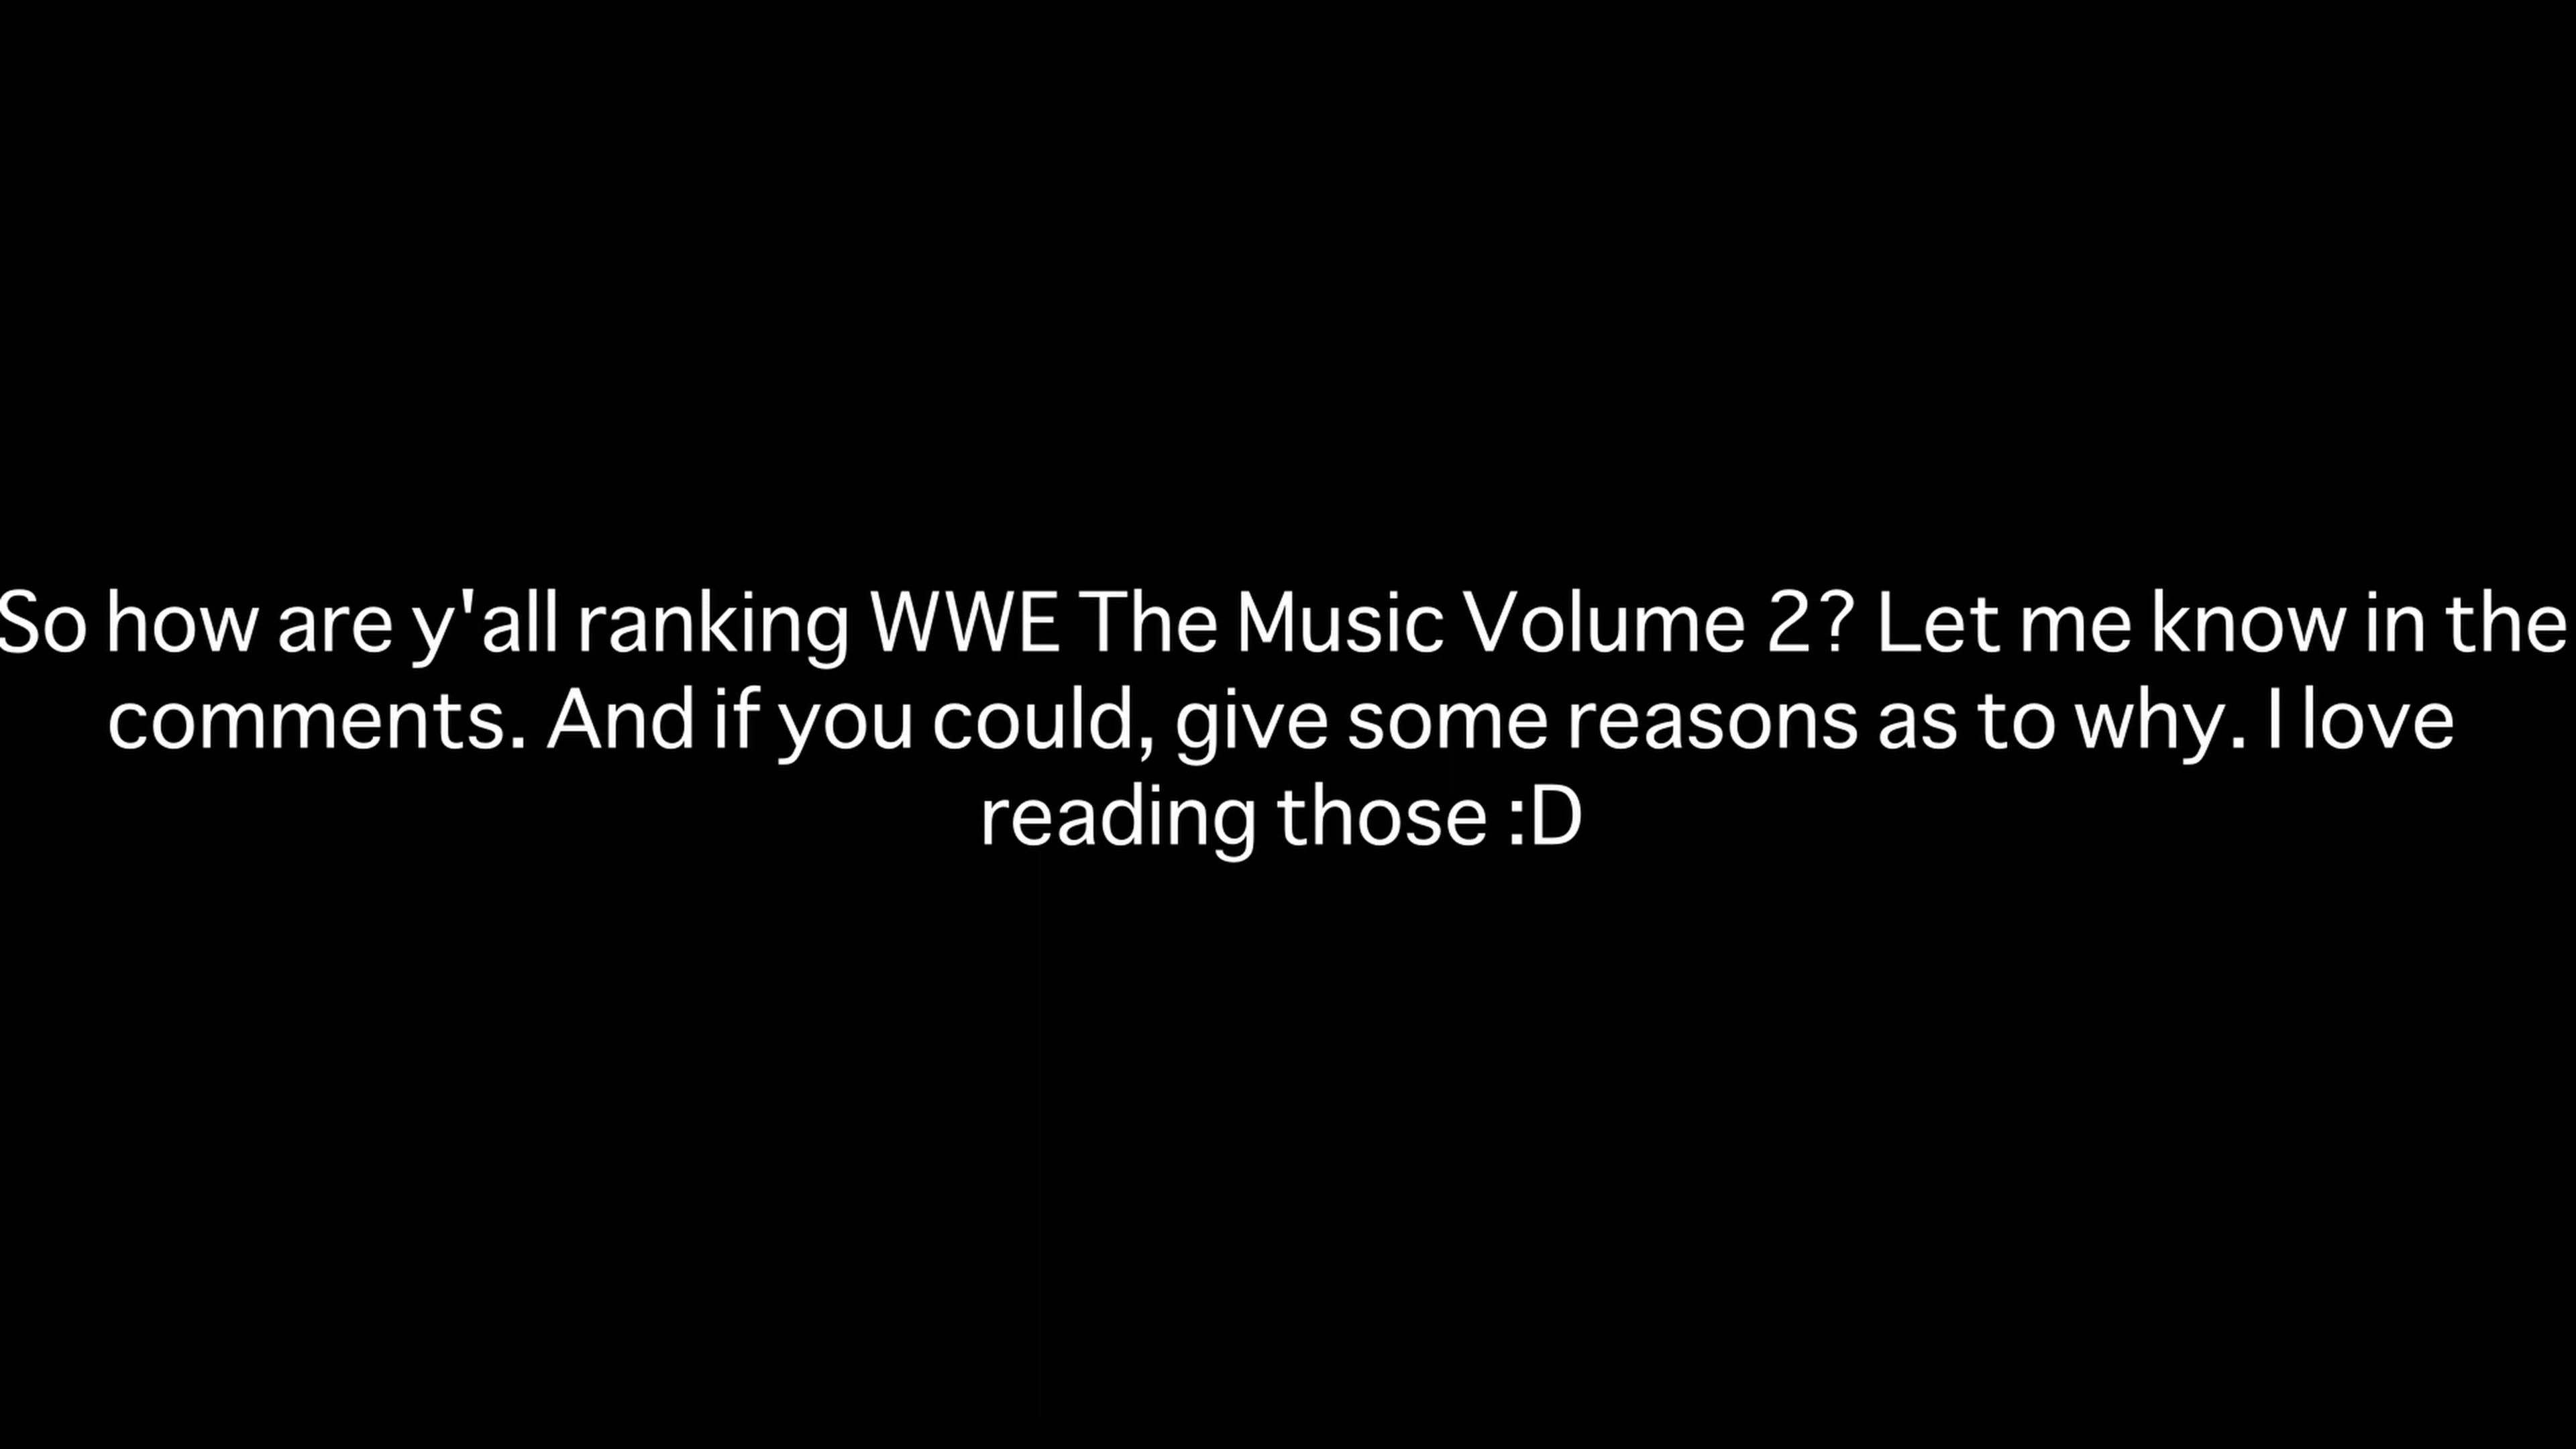 So how are y'all ranking WWE The Music Volume 2? Let me know in the
comments. And if you could, give some reasons as to why. I love
reading those :D